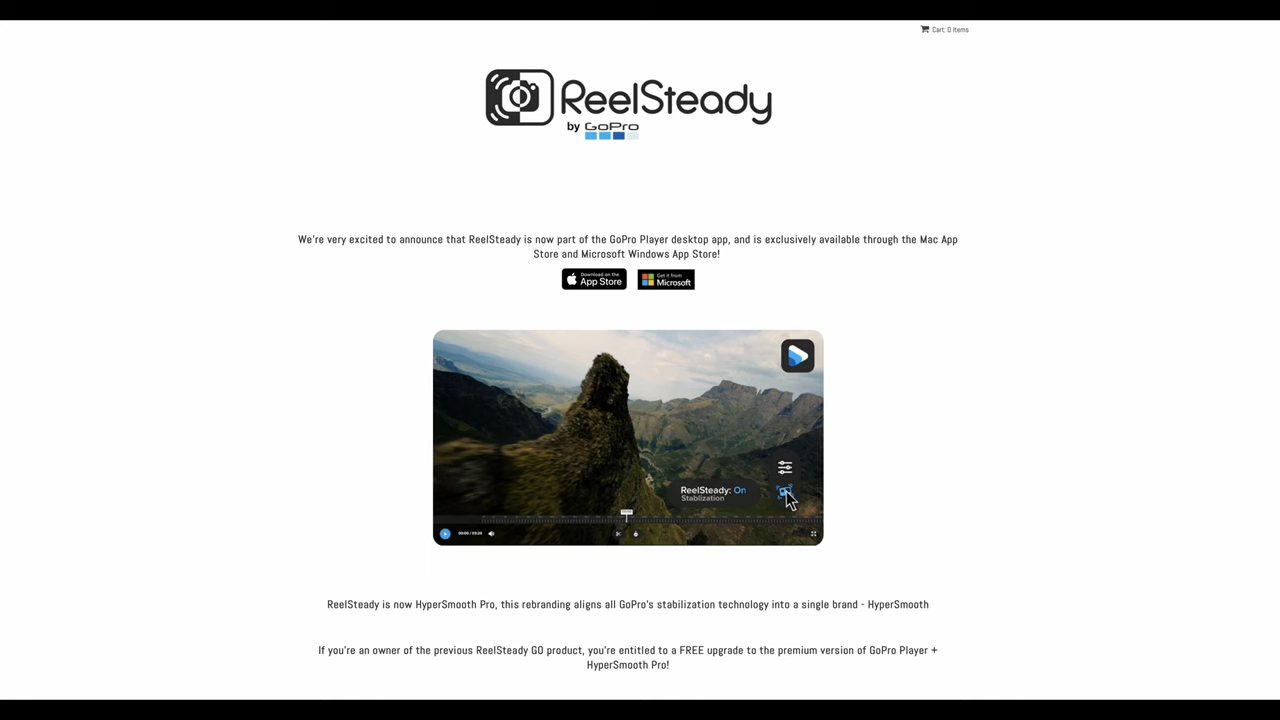 Cart: 0 Items
ReelSteady
by GoPro
We're very excited to announce that ReelSteady is now part of the GoPro Player desktop app, and is exclusively available through the Mac App
Store and Microsoft Windows App Store!
Download on the
App Store
Get it from
Microsoft
ReelSteady: On
Stablization
ReelSteady is now HyperSmooth Pro, this rebranding aligns all GoPro's stabilization technology into a single brand - HyperSmooth
If you're an owner of the previous ReelSteady GO product, you're entitled to a FREE upgrade to the premium version of GoPro Player +
HyperSmooth Pro!